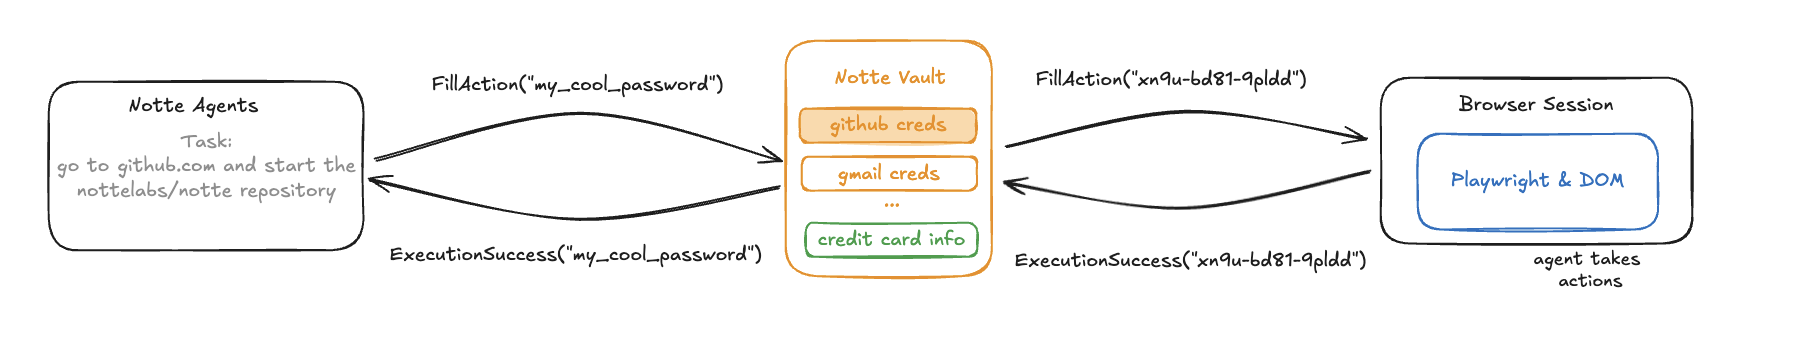 Notte Agents
Task:
go to github.com and start the
nottelabs/notte repository
FillAction("my_cool_password")
ExecutionSuccess("my_cool_password")
Notte Vault
github creds
gmail creds
...
credit card info
FillAction("xn9u-bd81-9pldd")
ExecutionSuccess("xn9u-bd81-9pldd")
Browser Session
Playwright & DOM
agent takes
actions